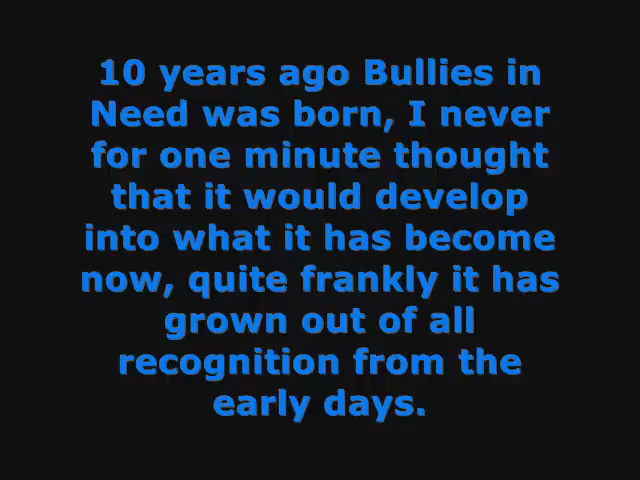 10 years ago Bullies in
Need was born, I never
for one minute thought
that it would develop
into what it has become
now, quite frankly it has
grown out of all
recognition from the
early days.